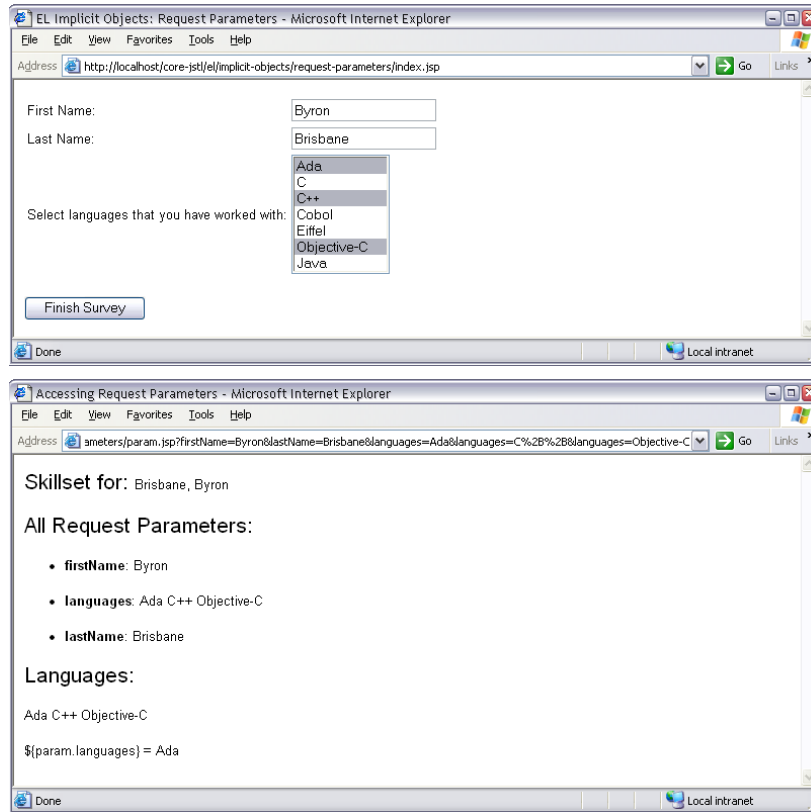 EL Implicit Objects: Request Parameters - Microsoft Internet Explorer
File Edit View Favorites Tools Help
Address http://localhost/core-jstl/el/implicit-objects/request-parameters/index.jsp Go Links
First Name: Byron
Last Name: Brisbane
Select languages that you have worked with:
Ada
C
C++
Cobol
Eiffel
Objective-C
Java
Finish Survey
Done Local intranet
Accessing Request Parameters - Microsoft Internet Explorer
File Edit View Favorites Tools Help
Address ameters/param.jsp?firstName=Byron&lastName=Brisbane&languages=Ada&languages=C%2B%2B&languages=Objective-C Go Links
Skillset for: Brisbane, Byron
All Request Parameters:
• firstName: Byron
• languages: Ada C++ Objective-C
• lastName: Brisbane
Languages:
Ada C++ Objective-C
${param.languages} = Ada
Done Local intranet